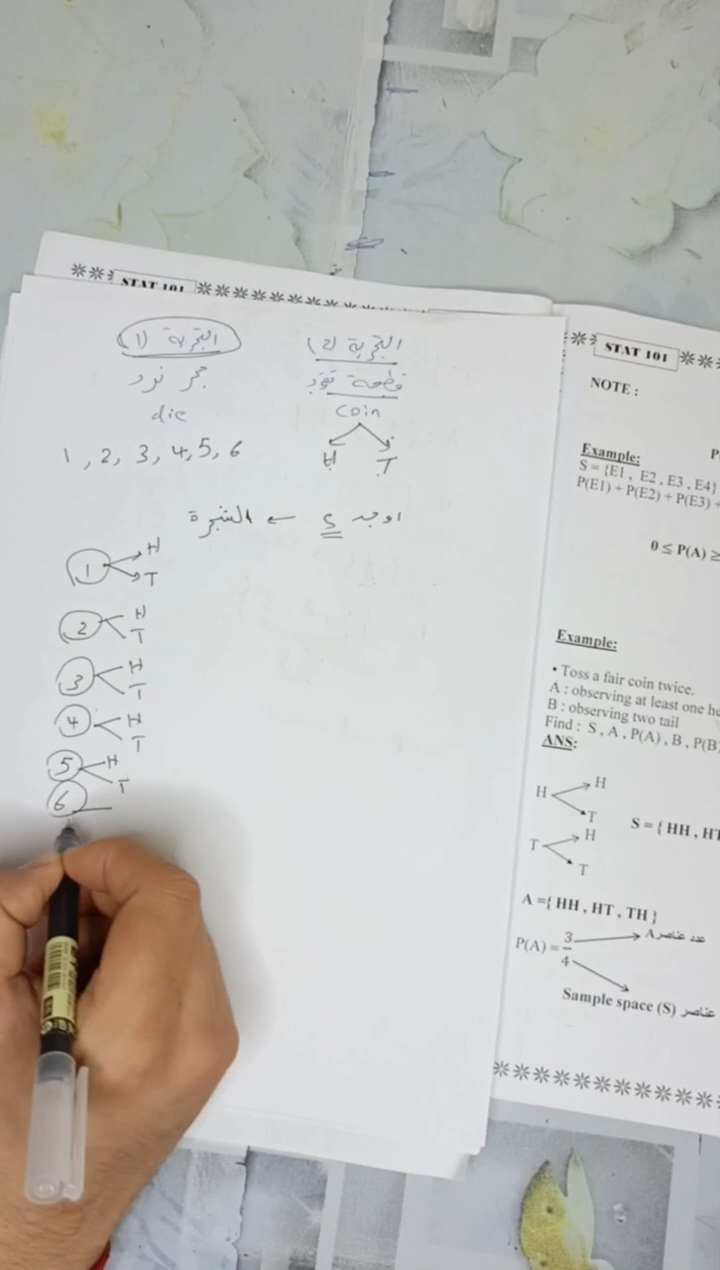 STAT 101
التجربة (1)
التجربة (2)
حجر نرد
قطعة نقود
die
coin
1 , 2 , 3 , 4 , 5 , 6
H T
اوجد S ← الشجرة
1 H
T
2 H
T
3 H
T
4 H
T
5 H
T
6
STAT 101
NOTE :
P
Example:
S = {E1 , E2 , E3 , E4}
P(E1) + P(E2) + P(E3) +
0 ≤ P(A) ≥
Example:
• Toss a fair coin twice.
A : observing at least one he
B : observing two tail
Find : S , A , P(A) , B , P(B)
ANS:
H H
T
T H
T
S = { HH , HT
A ={ HH , HT , TH }
P(A) = 3/4
عدد عناصر A
Sample space (S) عناصر